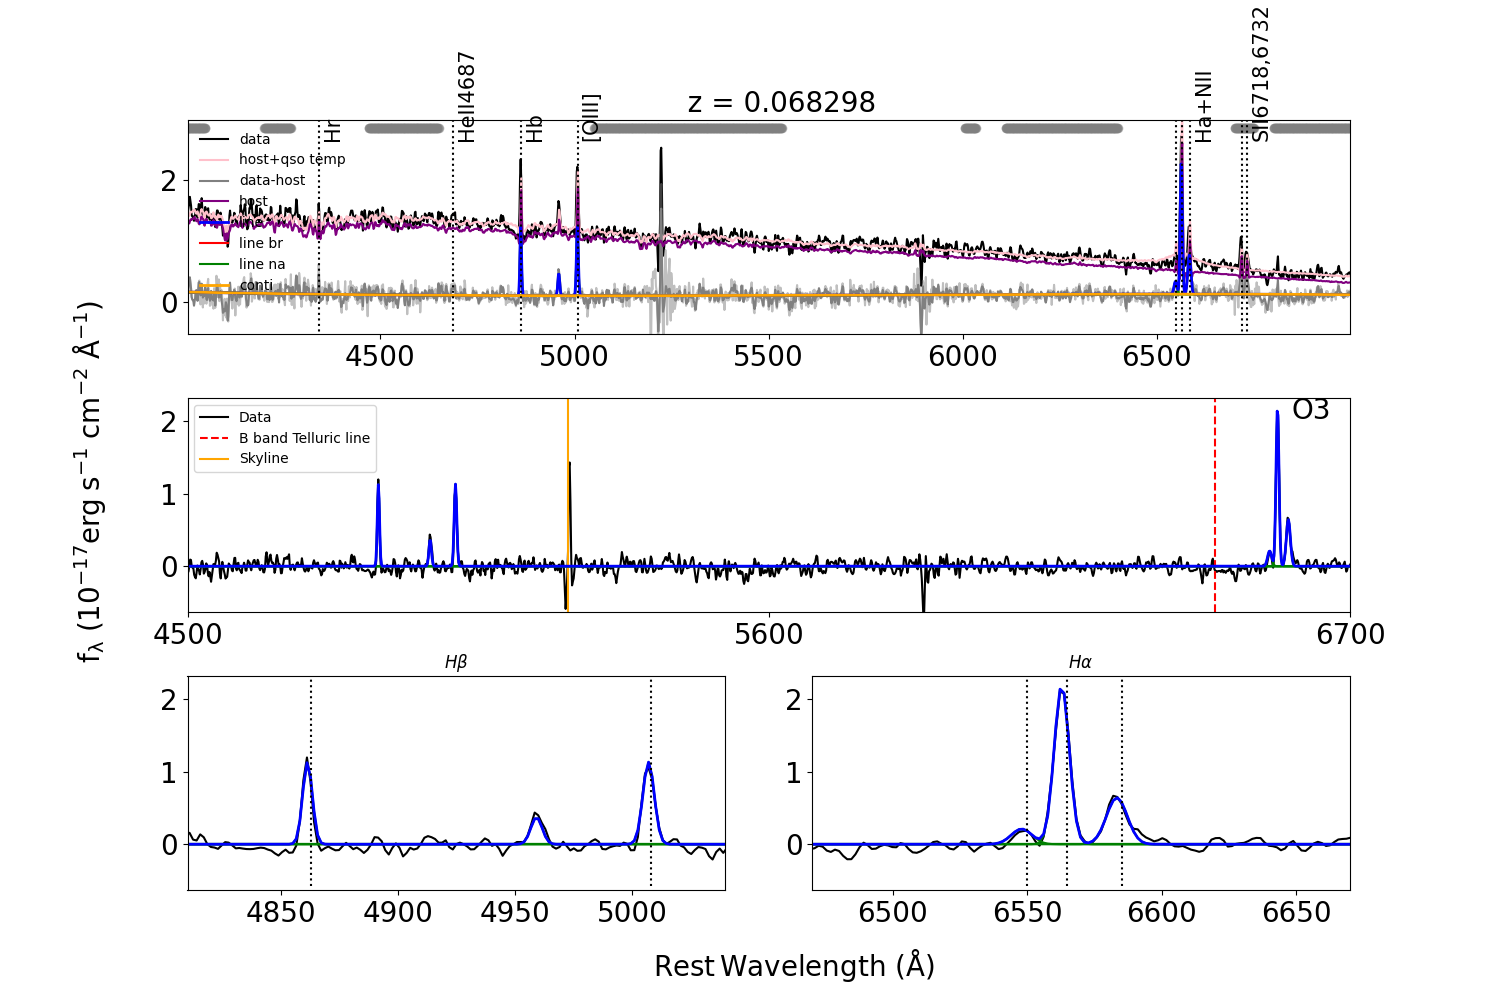 z = 0.068298
Hr
HeII4687
Hb
[OIII]
Ha+NII
SII6718,6732
data
host+qso temp
data-host
host
line
line br
line na
conti
2
0
4500 5000 5500 6000 6500
Data
B band Telluric line
Skyline
O3
2
1
0
4500 5600 6700
fλ (10−17erg s−1 cm−2 Å−1)
Hβ
2
1
0
4850 4900 4950 5000
Hα
2
1
0
6500 6550 6600 6650
Rest Wavelength (Å)